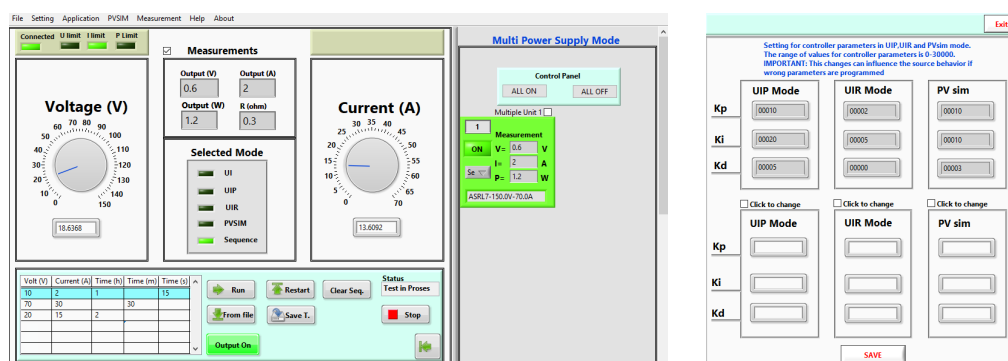 File Setting Application PVSIM Measurement Help About
Connected U limit I limit P Limit
Measurements
Output (V) Output (A)
0.6 2
Output (W) R (ohm)
1.2 0.3
Voltage (V)
0 10 20 30 40 50 60 70 80 90 100 110 120 130 140 150
18.6368
Selected Mode
UI
UIP
UIR
PVSIM
Sequence
Current (A)
0 5 10 15 20 25 30 35 40 45 50 55 65 70
13.6092
Multi Power Supply Mode
Control Panel
ALL ON ALL OFF
Multiple Unit 1
1 Measurement
ON V= 0.6 V
I= 2 A
Se.
P= 1.2 W
ASRL7-150.0V-70.0A
Volt (V) Current (A) Time (h) Time (m) Time (s)
10 2 1 15
70 30 30
20 15 2
Run Restart Clear Seq.
From file Save T.
Output On
Status
Test in Proses
Stop
Exit
Setting for controller parameters in UIP,UIR and PVsim mode.
The range of values for controller parameters is 0-30000.
IMPORTANT: This changes can influence the source behavior if
wrong parameters are programmed
UIP Mode UIR Mode PV sim
Kp 00010 00002 00010
Ki 00020 00005 00010
Kd 00005 00000 00003
Click to change Click to change Click to change
UIP Mode UIR Mode PV sim
Kp
Ki
Kd
SAVE